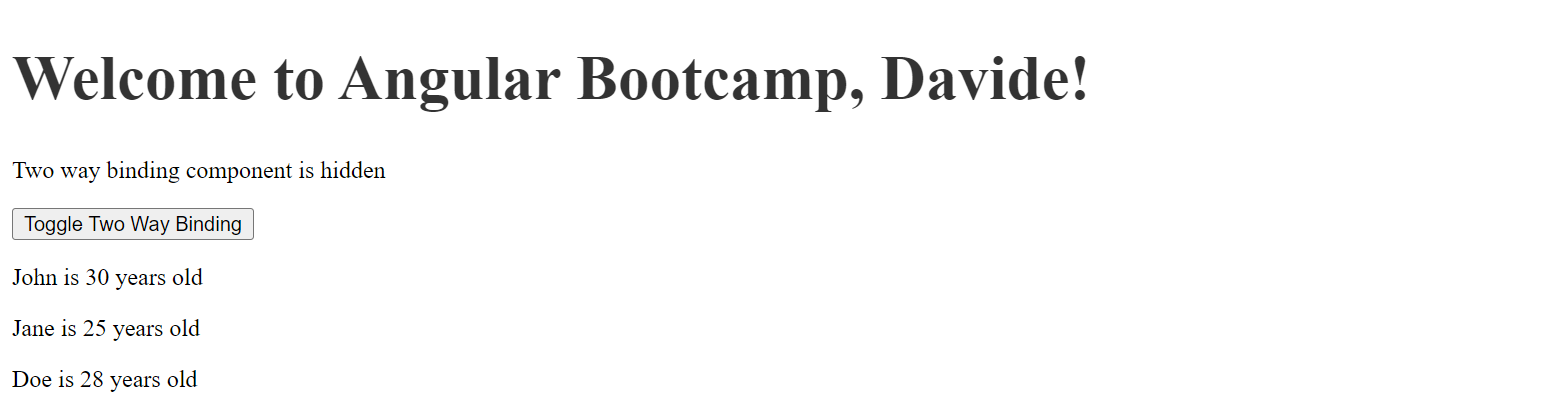 Welcome to Angular Bootcamp, Davide!
Two way binding component is hidden
Toggle Two Way Binding
John is 30 years old
Jane is 25 years old
Doe is 28 years old